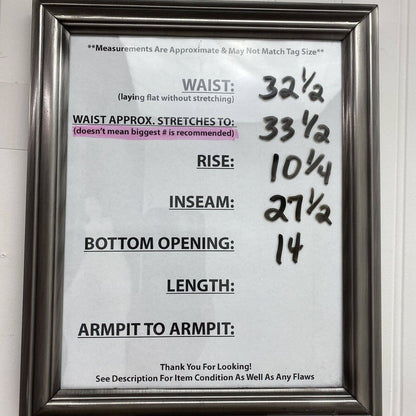 **Measurements Are Approximate & May Not Match Tag Size**
WAIST: 32 1/2
(laying flat without stretching)
WAIST APPROX. STRETCHES TO: 33 1/2
(doesn't mean biggest # is recommended)
RISE: 10 1/4
INSEAM: 27 1/2
BOTTOM OPENING: 14
LENGTH:
ARMPIT TO ARMPIT:
Thank You For Looking!
See Description For Item Condition As Well As Any Flaws